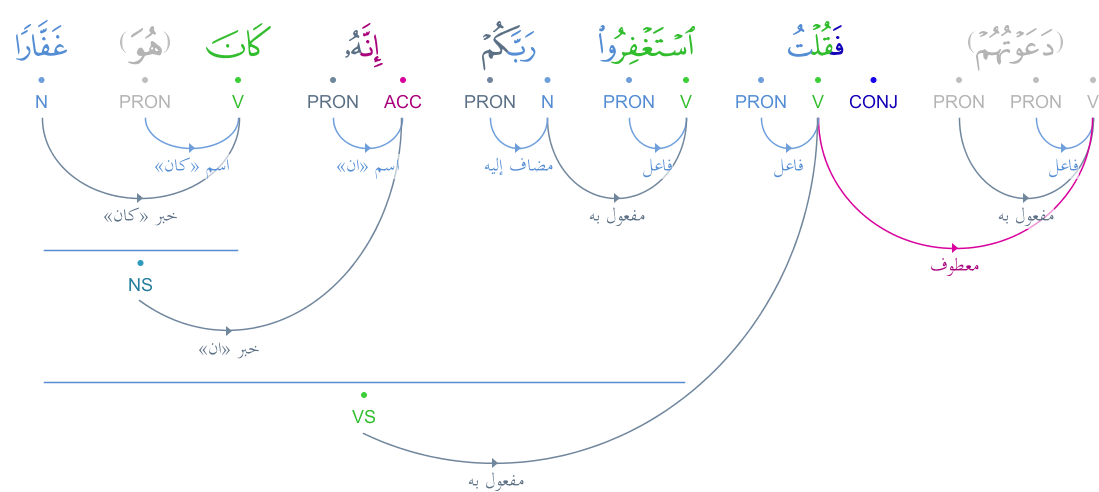 (دَعَوْتُهُمْ) فَقُلْتُ ٱسْتَغْفِرُوا۟ رَبَّكُمْ إِنَّهُۥ كَانَ (هُوَ) غَفَّارًا
V PRON PRON CONJ V PRON V PRON N PRON ACC PRON V PRON N
فاعل فاعل فاعل مضاف إليه اسم «ان» اسم «كان»
مفعول به مفعول به خبر «كان»
معطوف
NS
خبر «ان»
VS
مفعول به